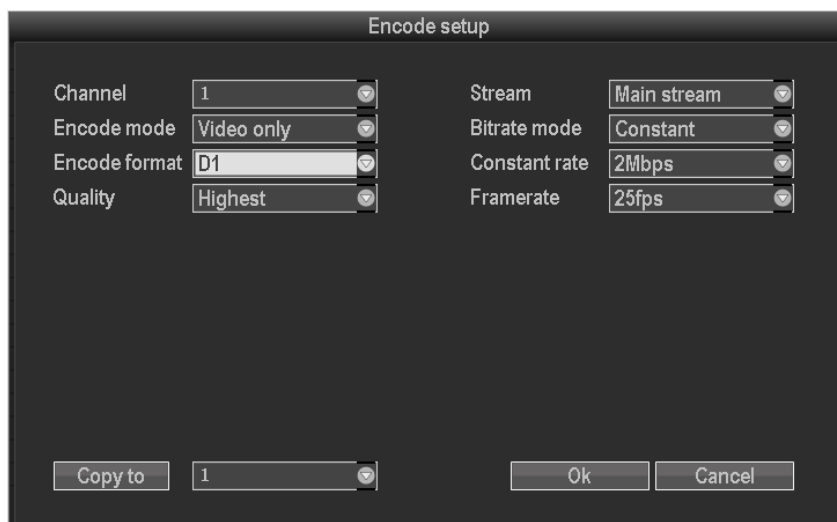 Encode setup
Channel 1 Stream Main stream
Encode mode Video only Bitrate mode Constant
Encode format D1 Constant rate 2Mbps
Quality Highest Framerate 25fps
Copy to 1 Ok Cancel